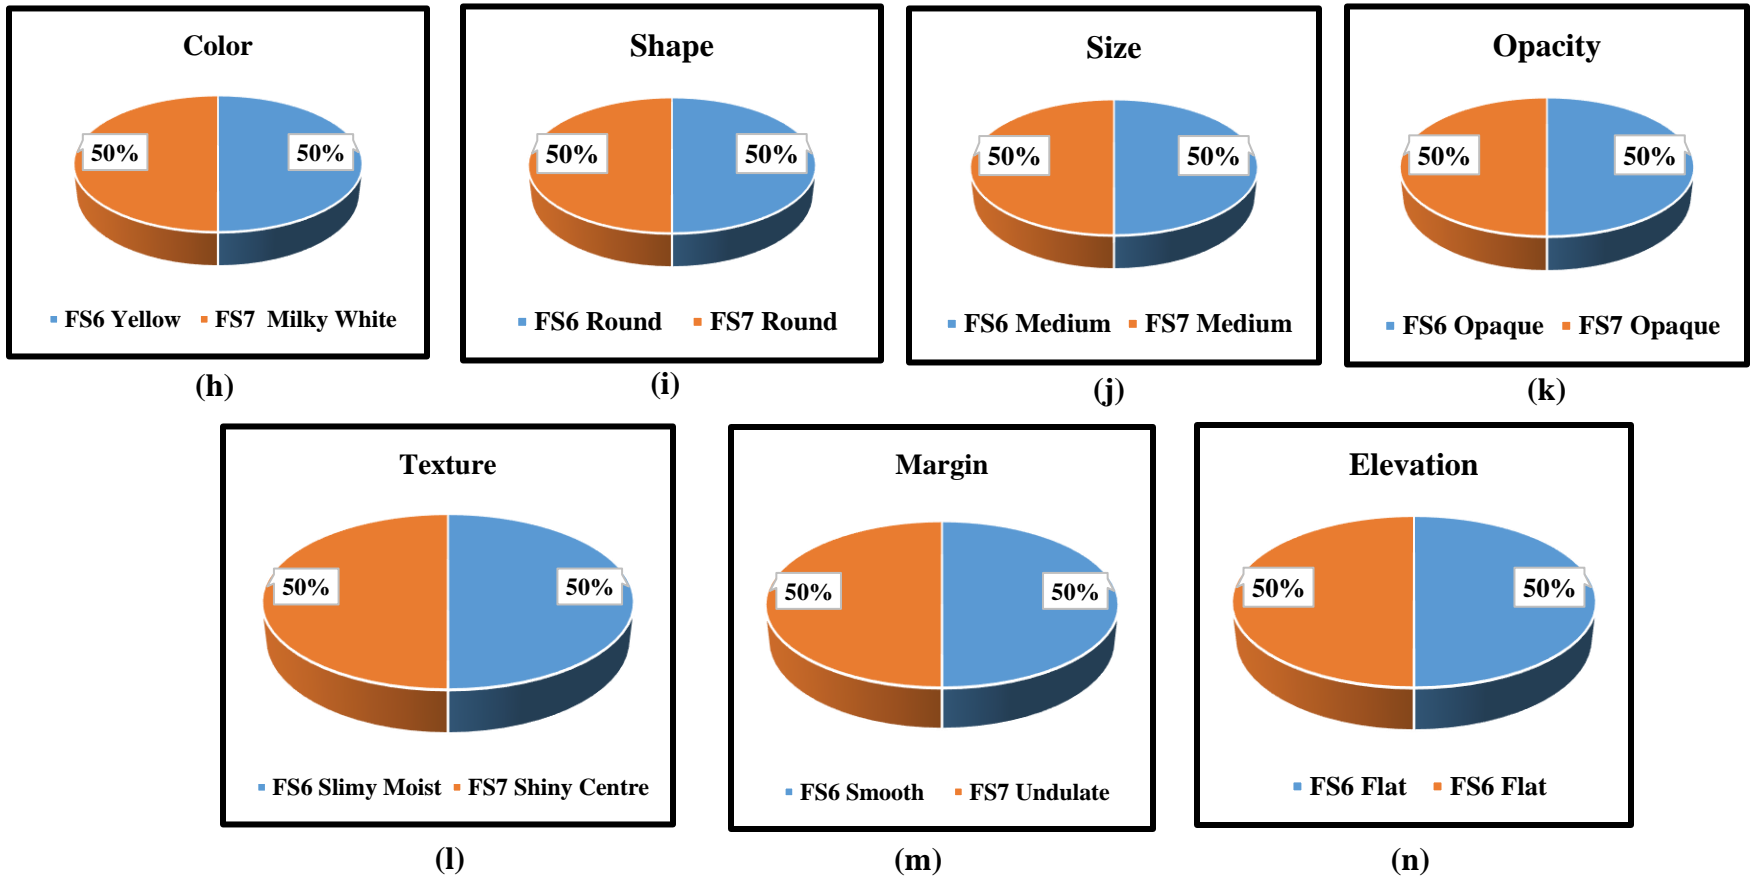 Color
50% 50%
FS6 Yellow FS7 Milky White
(h)
Shape
50% 50%
FS6 Round FS7 Round
(i)
Size
50% 50%
FS6 Medium FS7 Medium
(j)
Opacity
50% 50%
FS6 Opaque FS7 Opaque
(k)
Texture
50% 50%
FS6 Slimy Moist FS7 Shiny Centre
(l)
Margin
50% 50%
FS6 Smooth FS7 Undulate
(m)
Elevation
50% 50%
FS6 Flat FS6 Flat
(n)